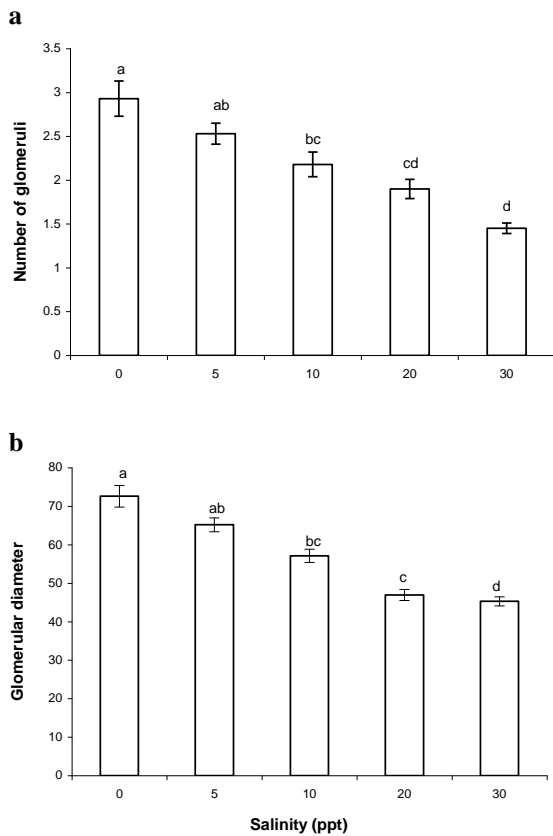 a
Number of glomeruli
3.5
3
2.5
2
1.5
1
0.5
0
a
ab
bc
cd
d
0 5 10 20 30
b
Glomerular diameter
80
70
60
50
40
30
20
10
0
a
ab
bc
c
d
0 5 10 20 30
Salinity (ppt)